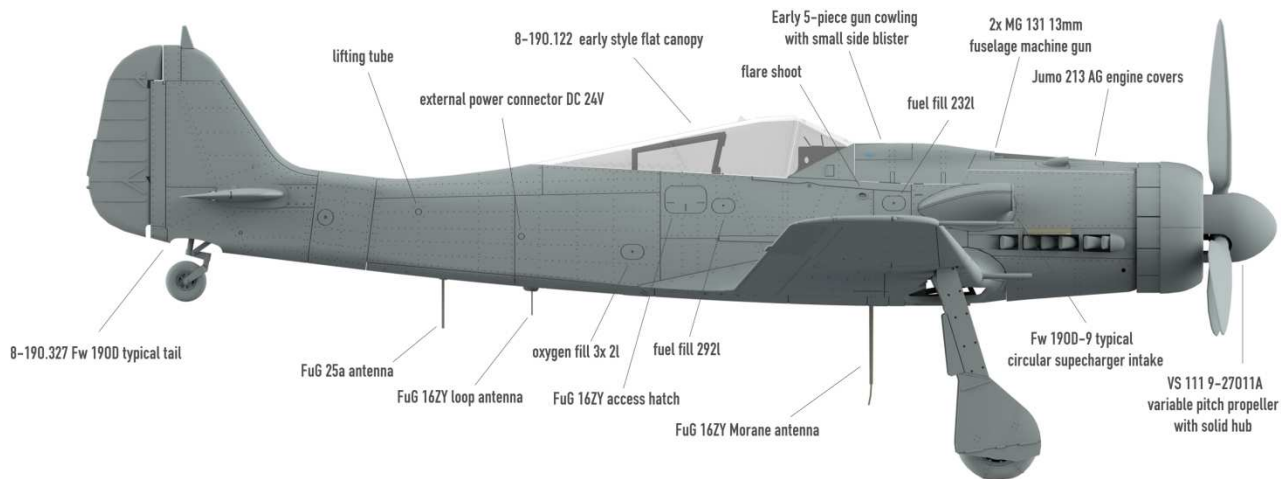 Early 5-piece gun cowling
with small side blister
2x MG 131 13mm
fuselage machine gun
8-190.122 early style flat canopy
lifting tube
flare shoot
Jumo 213 AG engine covers
external power connector DC 24V
fuel fill 232l
8-190.327 Fw 190D typical tail
FuG 25a antenna
FuG 16ZY loop antenna
oxygen fill 3x 2l
fuel fill 292l
FuG 16ZY access hatch
FuG 16ZY Morane antenna
Fw 190D-9 typical
circular supecharger intake
VS 111 9-27011A
variable pitch propeller
with solid hub